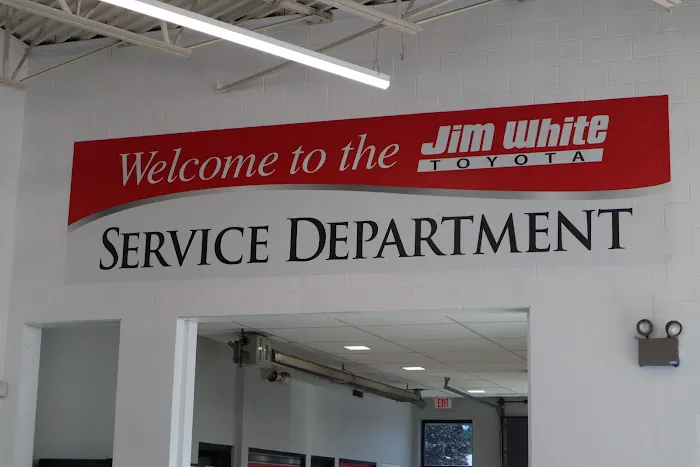 Welcome to the Jim White
TOYOTA
SERVICE DEPARTMENT
EXIT